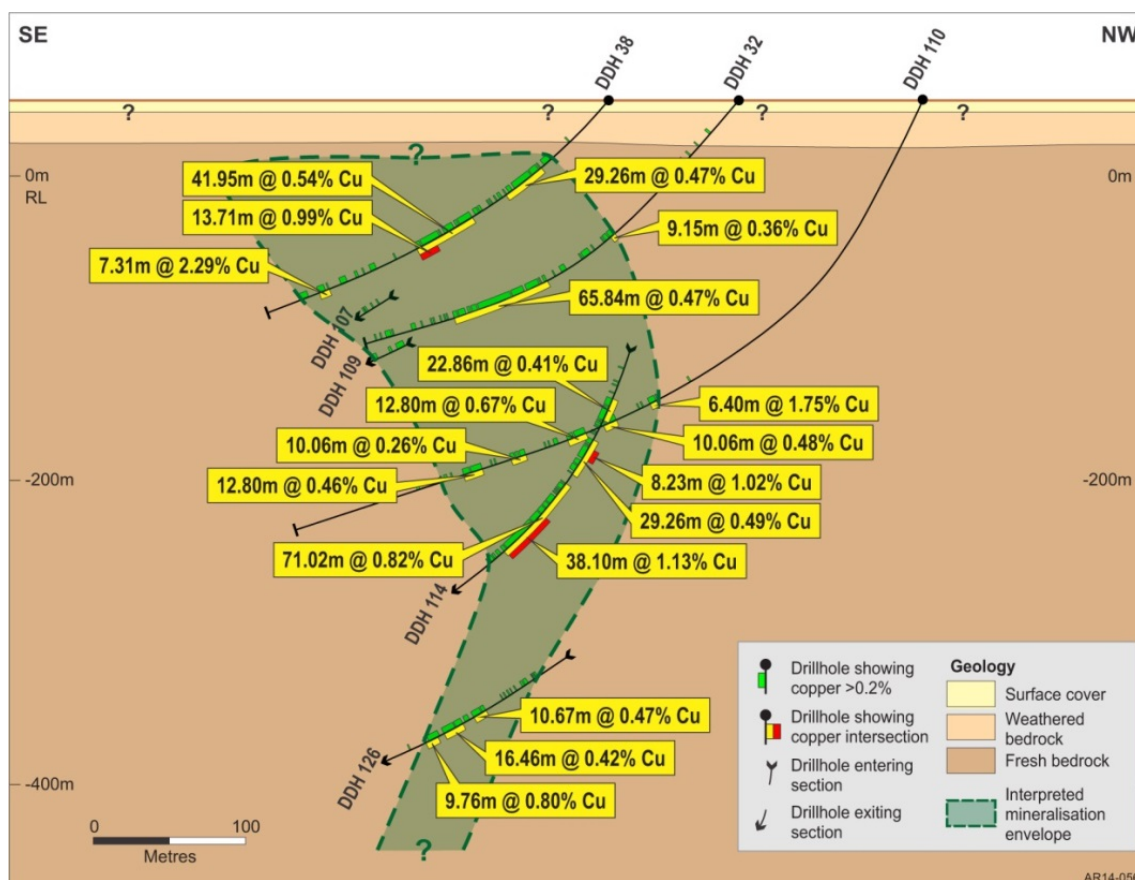 SE
NW
DDH 38
DDH 32
DDH 110
?
?
?
?
0m
RL
0m
?
41.95m @ 0.54% Cu
29.26m @ 0.47% Cu
13.71m @ 0.99% Cu
9.15m @ 0.36% Cu
7.31m @ 2.29% Cu
65.84m @ 0.47% Cu
DDH 107
DDH 109
22.86m @ 0.41% Cu
12.80m @ 0.67% Cu
6.40m @ 1.75% Cu
10.06m @ 0.26% Cu
10.06m @ 0.48% Cu
-200m
12.80m @ 0.46% Cu
8.23m @ 1.02% Cu
-200m
29.26m @ 0.49% Cu
71.02m @ 0.82% Cu
38.10m @ 1.13% Cu
DDH 114
10.67m @ 0.47% Cu
16.46m @ 0.42% Cu
DDH 126
9.76m @ 0.80% Cu
-400m
0
100
Metres
?
Drillhole showing
copper >0.2%
Drillhole showing
copper intersection
Drillhole entering
section
Drillhole exiting
section
Geology
Surface cover
Weathered
bedrock
Fresh bedrock
Interpreted
mineralisation
envelope